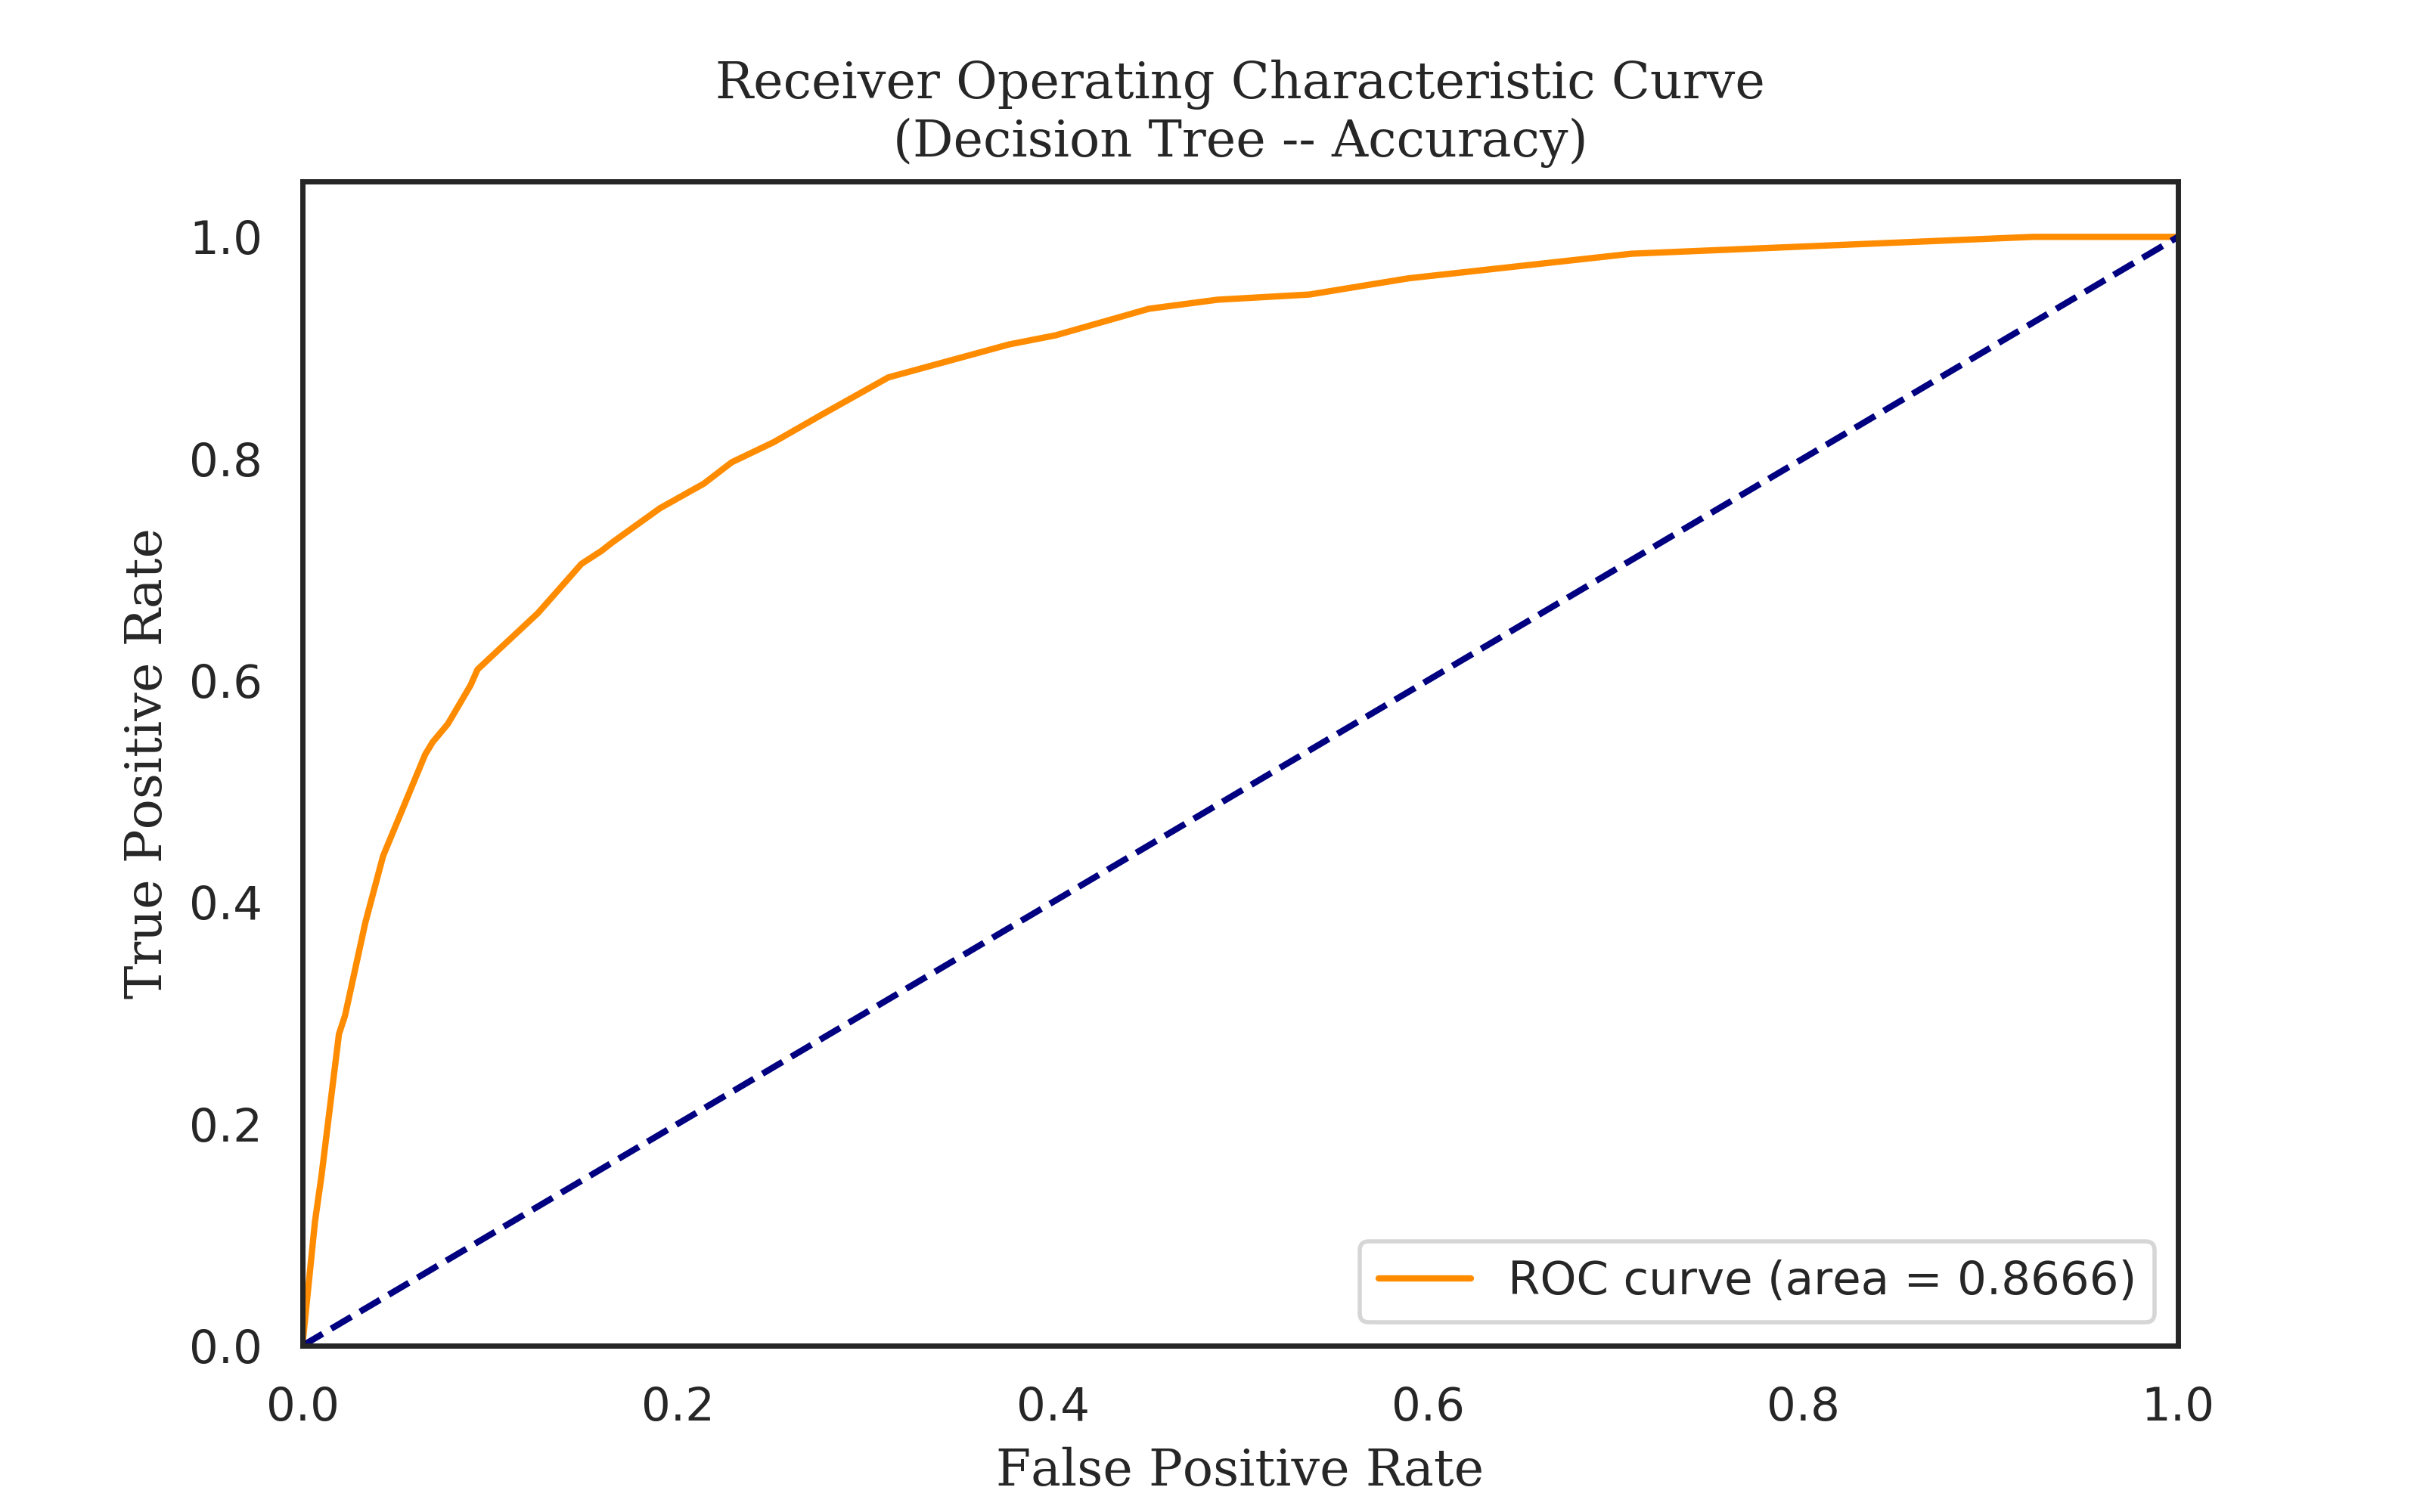 Receiver Operating Characteristic Curve
(Decision Tree -- Accuracy)
True Positive Rate
1.0
0.8
0.6
0.4
0.2
0.0
ROC curve (area = 0.8666)
0.0 0.2 0.4 0.6 0.8 1.0
False Positive Rate